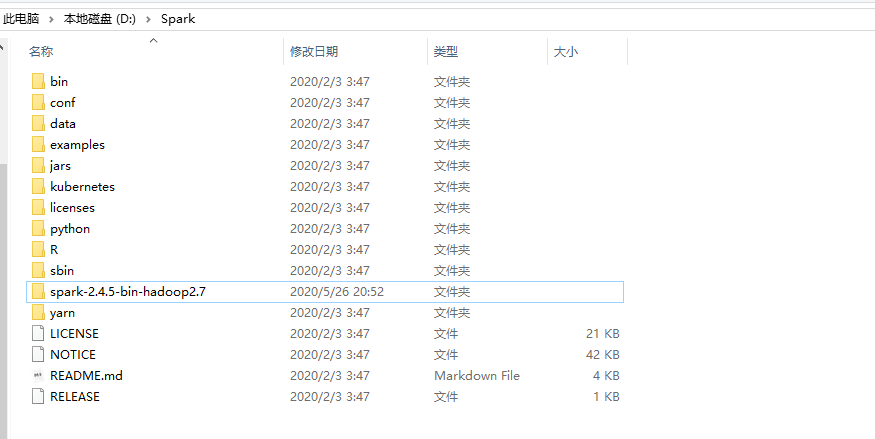 此电脑 › 本地磁盘 (D:) › Spark
名称 修改日期 类型 大小
bin 2020/2/3 3:47 文件夹
conf 2020/2/3 3:47 文件夹
data 2020/2/3 3:47 文件夹
examples 2020/2/3 3:47 文件夹
jars 2020/2/3 3:47 文件夹
kubernetes 2020/2/3 3:47 文件夹
licenses 2020/2/3 3:47 文件夹
python 2020/2/3 3:47 文件夹
R 2020/2/3 3:47 文件夹
sbin 2020/2/3 3:47 文件夹
spark-2.4.5-bin-hadoop2.7 2020/5/26 20:52 文件夹
yarn 2020/2/3 3:47 文件夹
LICENSE 2020/2/3 3:47 文件 21 KB
NOTICE 2020/2/3 3:47 文件 42 KB
README.md 2020/2/3 3:47 Markdown File 4 KB
RELEASE 2020/2/3 3:47 文件 1 KB